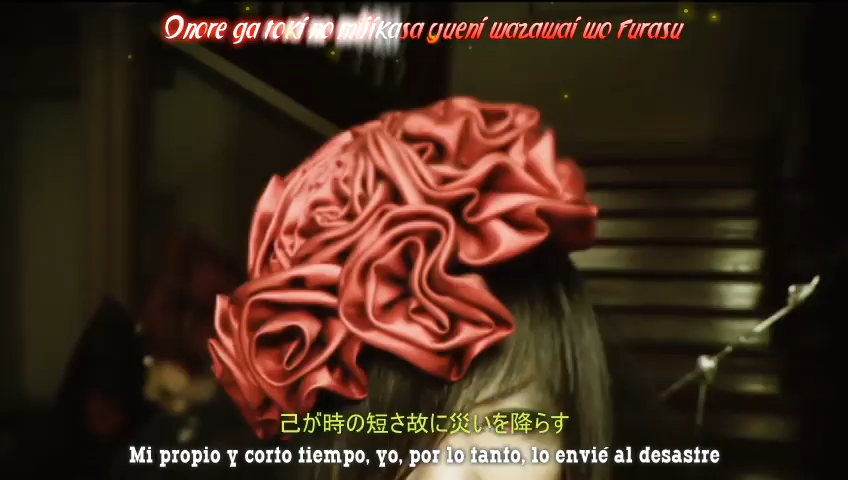 Onore ga toki no mijikasa yueni wazawai wo Furasu
己が時の短さ故に災いを降らす
Mi propio y corto tiempo, yo, por lo tanto, lo envié al desastre